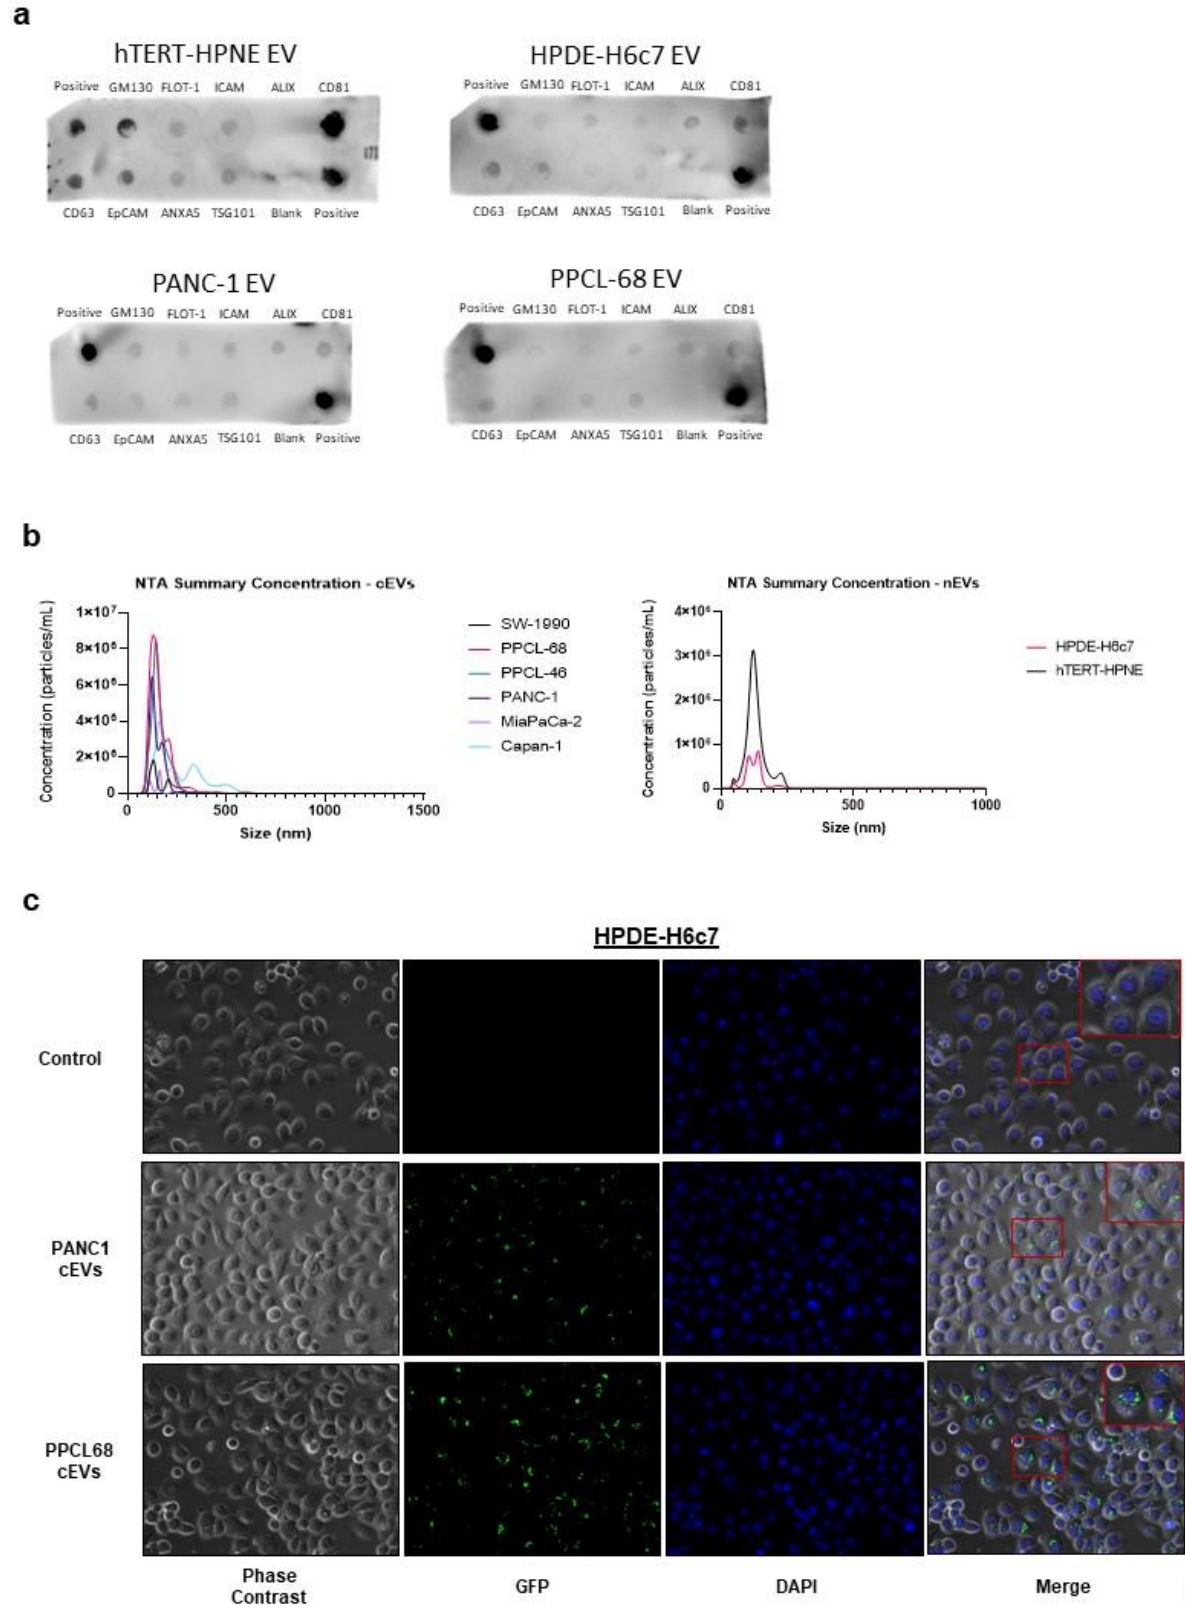 a
hTERT-HPNE EV
Positive GM130 FLOT-1 ICAM ALIX CD81
CD63 EpCAM ANXA5 TSG101 Blank Positive
HPDE-H6c7 EV
Positive GM130 FLOT-1 ICAM ALIX CD81
CD63 EpCAM ANXA5 TSG101 Blank Positive
PANC-1 EV
Positive GM130 FLOT-1 ICAM ALIX CD81
CD63 EpCAM ANXA5 TSG101 Blank Positive
PPCL-68 EV
Positive GM130 FLOT-1 ICAM ALIX CD81
CD63 EpCAM ANXA5 TSG101 Blank Positive
b
NTA Summary Concentration - cEVs
Concentration (particles/mL)
1×10⁷
8×10⁶
6×10⁶
4×10⁶
2×10⁶
0
0 500 1000 1500
Size (nm)
SW-1990
PPCL-68
PPCL-46
PANC-1
MiaPaCa-2
Capan-1
NTA Summary Concentration - nEVs
Concentration (particles/mL)
4×10⁶
3×10⁶
2×10⁶
1×10⁶
0
0 500 1000
Size (nm)
HPDE-H6c7
hTERT-HPNE
c
HPDE-H6c7
Control
PANC1
cEVs
PPCL68
cEVs
Phase
Contrast
GFP
DAPI
Merge